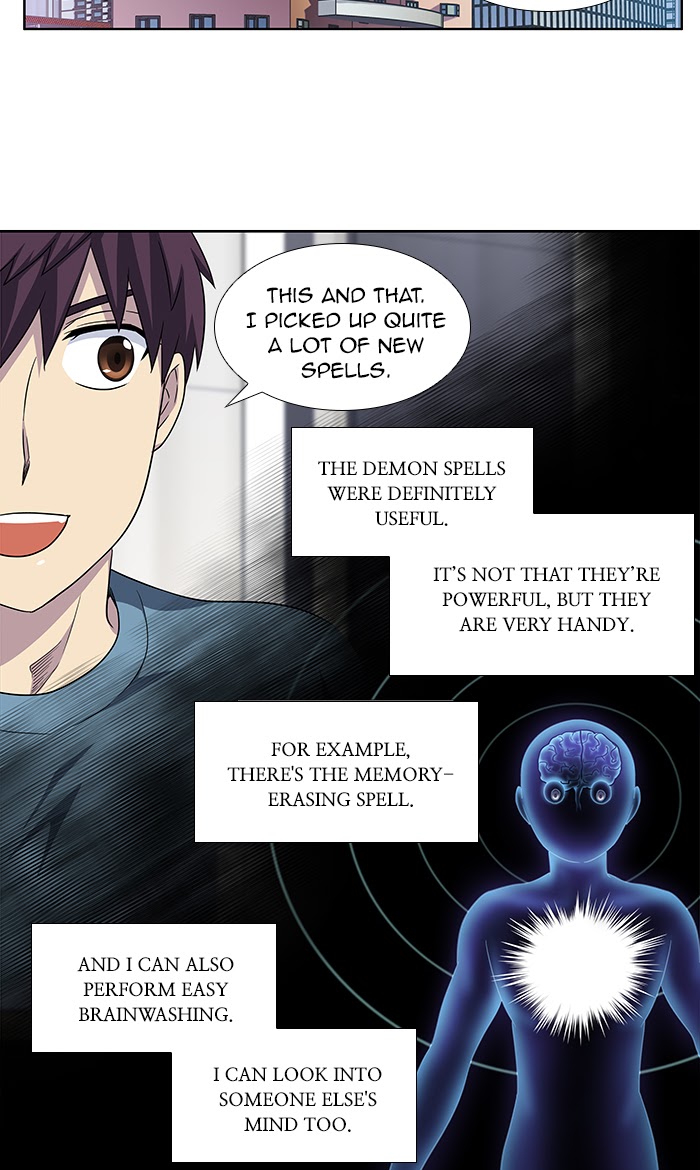 THIS AND THAT.
I PICKED UP QUITE
A LOT OF NEW
SPELLS.
THE DEMON SPELLS
WERE DEFINITELY
USEFUL.
IT'S NOT THAT THEY'RE
POWERFUL, BUT THEY
ARE VERY HANDY.
FOR EXAMPLE,
THERE'S THE MEMORY-
ERASING SPELL.
AND I CAN ALSO
PERFORM EASY
BRAINWASHING.
I CAN LOOK INTO
SOMEONE ELSE'S
MIND TOO.